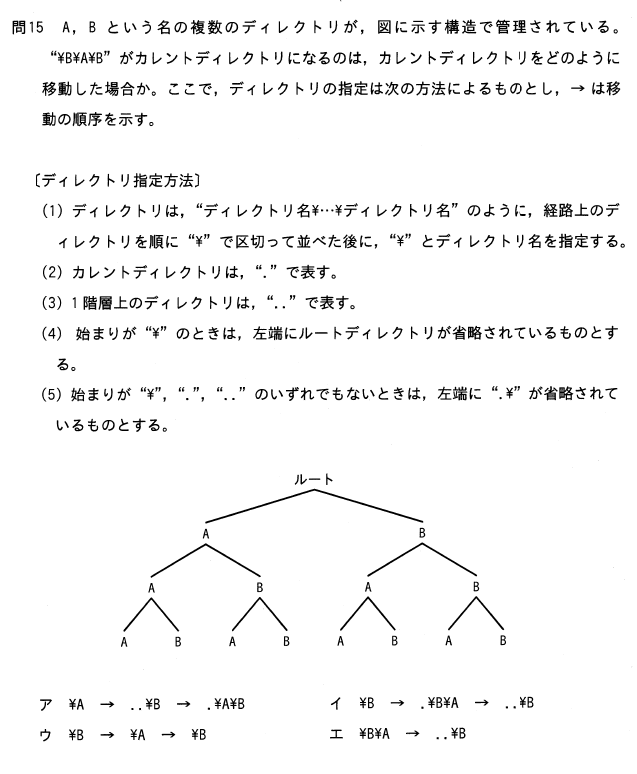 問15 A，B という名の複数のディレクトリが，図に示す構造で管理されている。
“¥B¥A¥B”がカレントディレクトリになるのは，カレントディレクトリをどのように
移動した場合か。ここで，ディレクトリの指定は次の方法によるものとし，→ は移
動の順序を示す。
〔ディレクトリ指定方法〕
(1) ディレクトリは，“ディレクトリ名¥…¥ディレクトリ名”のように，経路上のデ
ィレクトリを順に“¥”で区切って並べた後に，“¥”とディレクトリ名を指定する。
(2) カレントディレクトリは，“.”で表す。
(3) 1階層上のディレクトリは，“..”で表す。
(4) 始まりが“¥”のときは，左端にルートディレクトリが省略されているものとす
る。
(5) 始まりが“¥”，“.”，“..”のいずれでもないときは，左端に“.¥”が省略されて
いるものとする。
ルート
A B
A B A B
A B A B A B A B
ア ¥A → ..¥B → .¥A¥B イ ¥B → .¥B¥A → ..¥B
ウ ¥B → ¥A → ¥B エ ¥B¥A → ..¥B